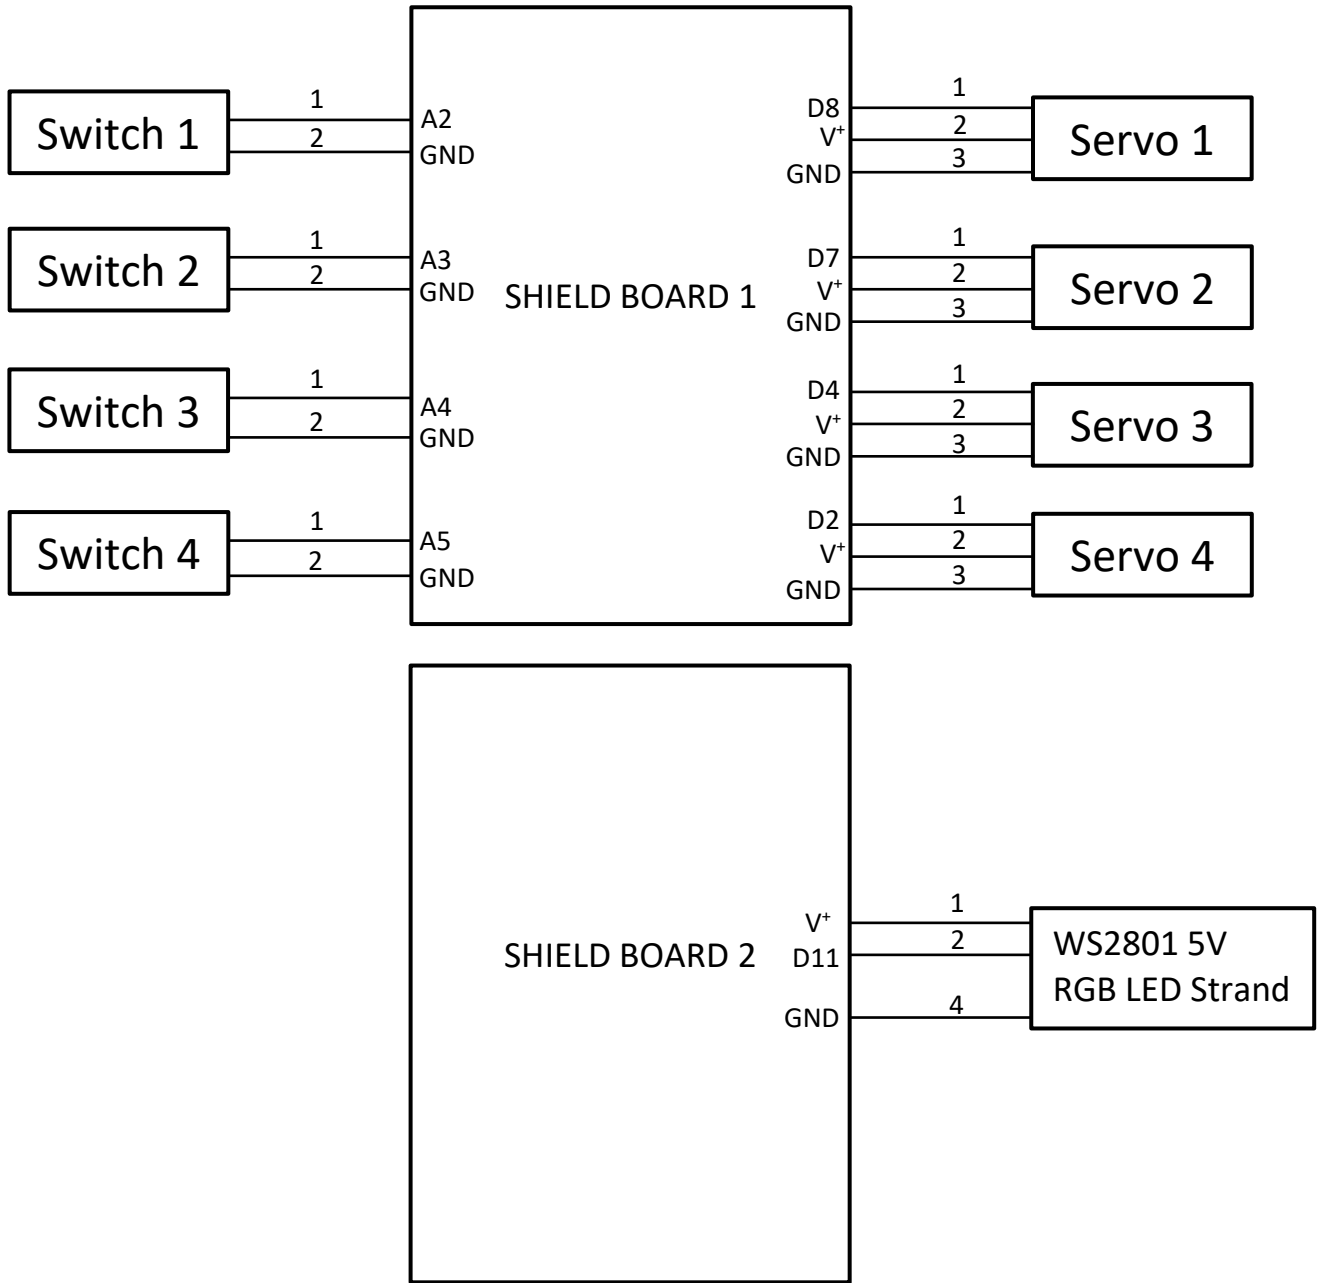 Switch 1
1
2
A2
GND
D8
V⁺
GND
1
2
3
Servo 1
Switch 2
1
2
A3
GND
SHIELD BOARD 1
D7
V⁺
GND
1
2
3
Servo 2
Switch 3
1
2
A4
GND
D4
V⁺
GND
1
2
3
Servo 3
Switch 4
1
2
A5
GND
D2
V⁺
GND
1
2
3
Servo 4
SHIELD BOARD 2
V⁺
D11
GND
1
2
4
WS2801 5V
RGB LED Strand